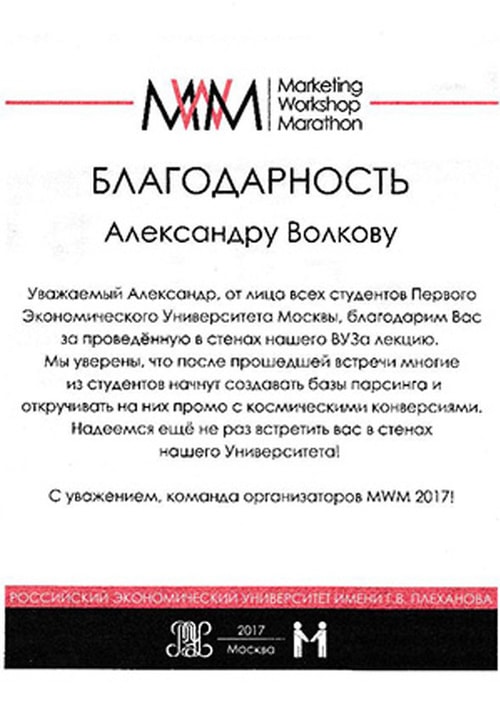 MWM
Marketing
Workshop
Marathon
БЛАГОДАРНОСТЬ
Александру Волкову
Уважаемый Александр, от лица всех студентов Первого
Экономического Университета Москвы, благодарим Вас
за проведённую в стенах нашего ВУЗа лекцию.
Мы уверены, что после прошедшей встречи многие
из студентов начнут создавать базы парсинга и
откручивать на них промо с космическими конверсиями.
Надеемся ещё не раз встретить вас в стенах
нашего Университета!
С уважением, команда организаторов MWM 2017!
РОССИЙСКИЙ ЭКОНОМИЧЕСКИЙ УНИВЕРСИТЕТ ИМЕНИ Г.В. ПЛЕХАНОВА
2017
Москва